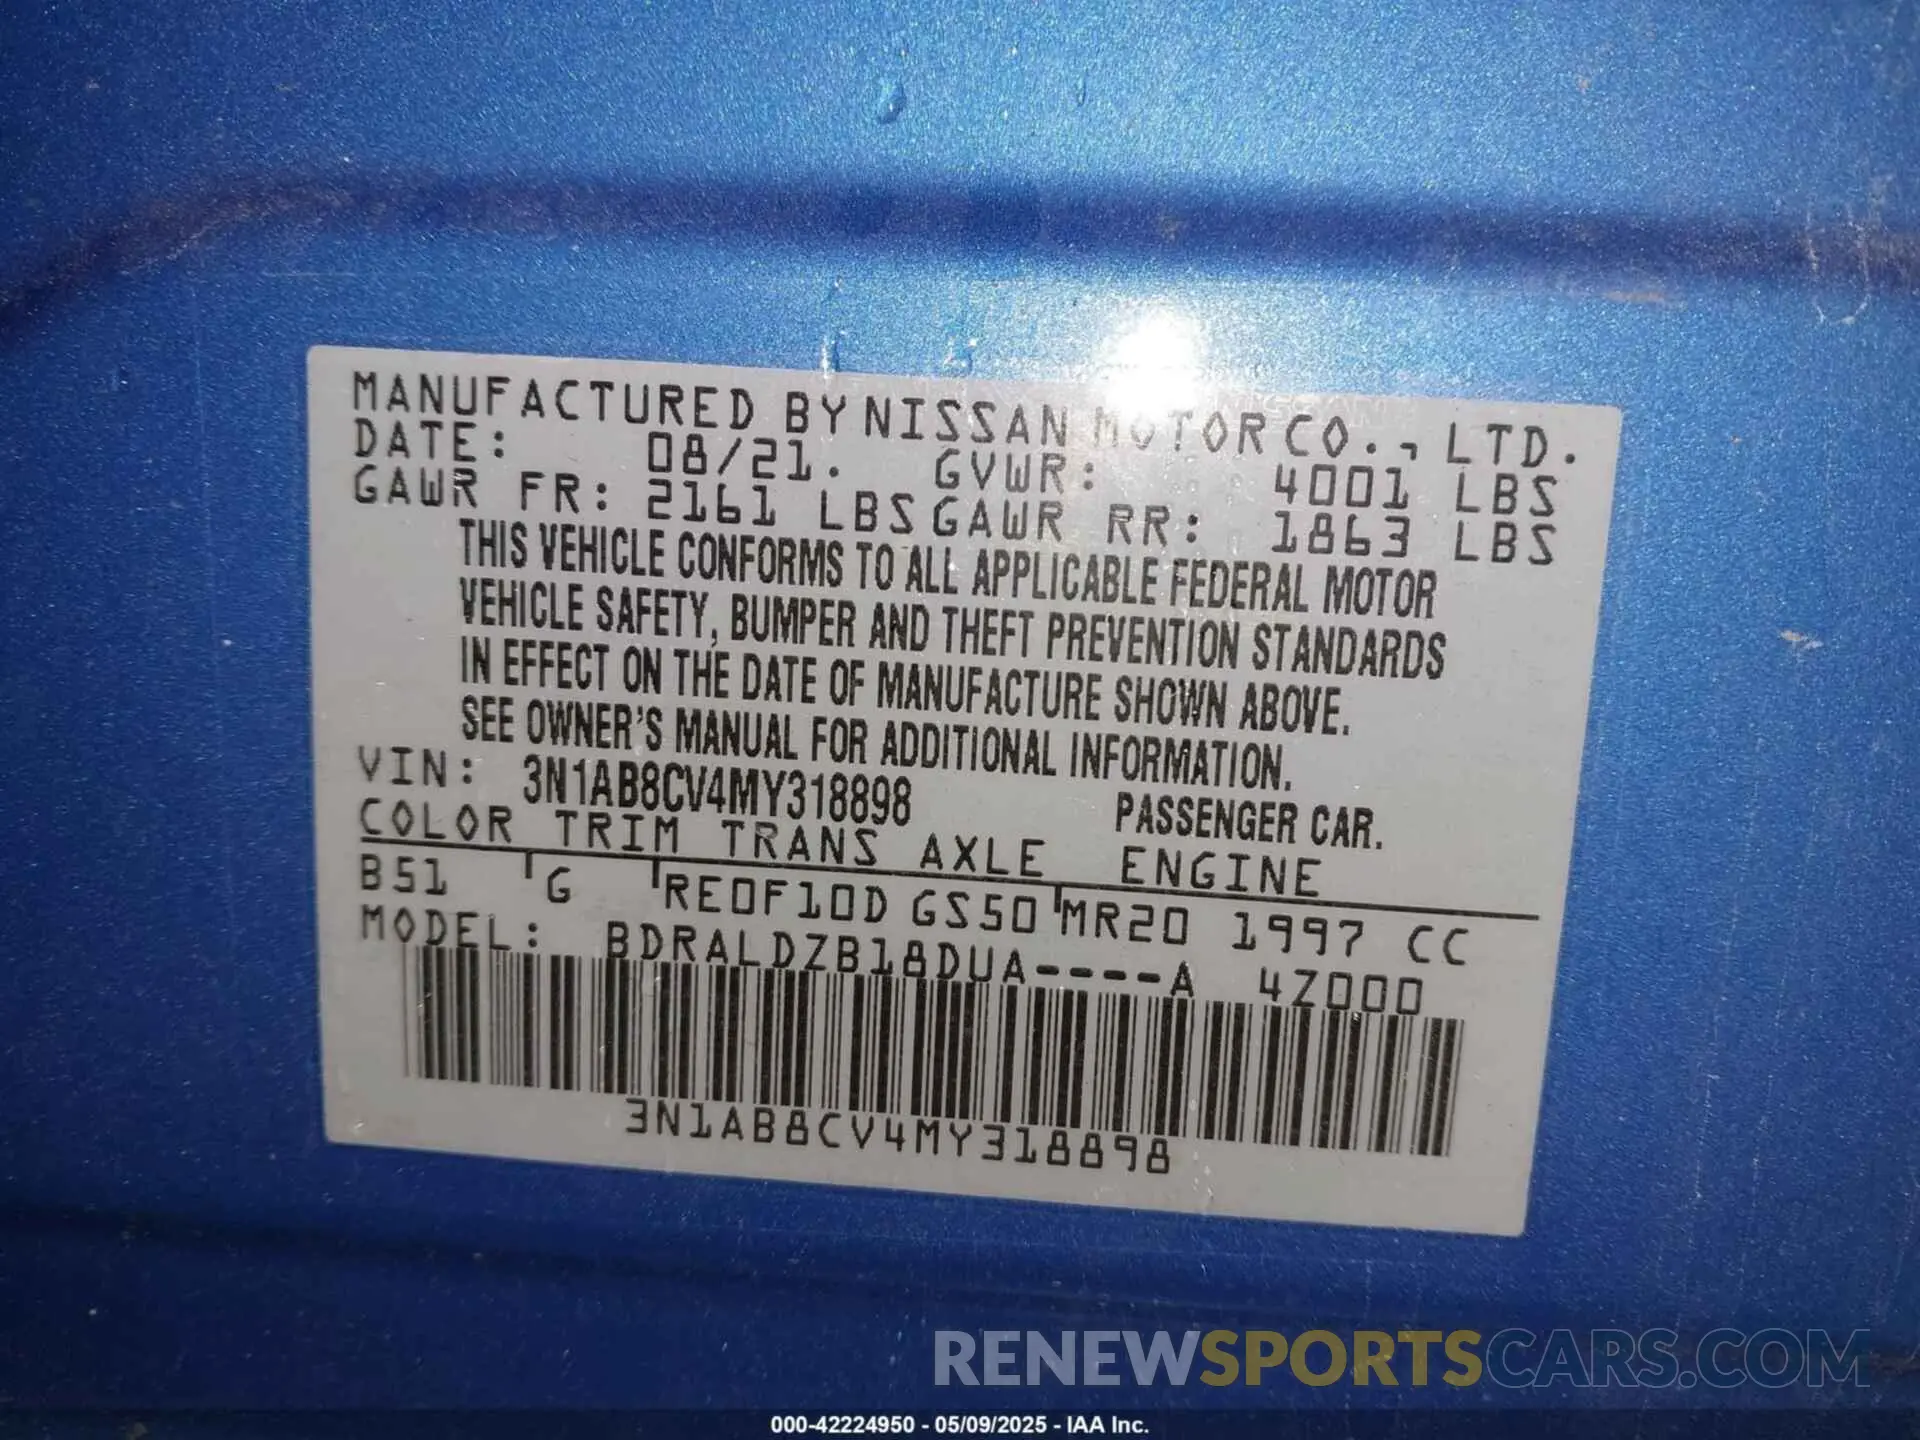 MANUFACTURED BY NISSAN MOTOR CO., LTD.
DATE: 08/21. GVWR: 4001 LBS
GAWR FR: 2161 LBS GAWR RR: 1863 LBS
THIS VEHICLE CONFORMS TO ALL APPLICABLE FEDERAL MOTOR
VEHICLE SAFETY, BUMPER AND THEFT PREVENTION STANDARDS
IN EFFECT ON THE DATE OF MANUFACTURE SHOWN ABOVE.
SEE OWNER'S MANUAL FOR ADDITIONAL INFORMATION.
VIN: 3N1AB8CV4MY318898 PASSENGER CAR.
COLOR TRIM TRANS AXLE ENGINE
B51 G RE0F10D GS50 MR20 1997 CC
MODEL: BDRALDZB18DUA----A 4Z000
3N1AB8CV4MY318898
RENEWSPORTSCARS.COM
000-42224950 - 05/09/2025 - IAA Inc.